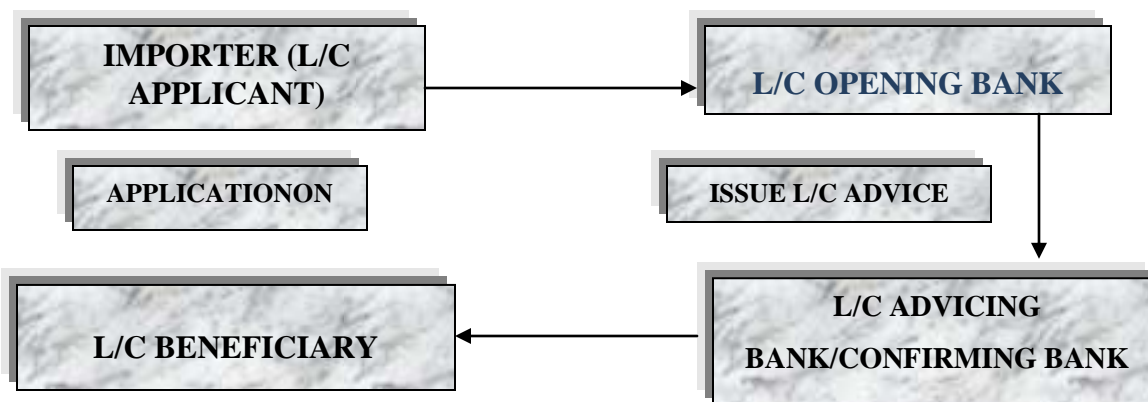 IMPORTER (L/C
APPLICANT)
L/C OPENING BANK
APPLICATIONON
ISSUE L/C ADVICE
L/C BENEFICIARY
L/C ADVICING
BANK/CONFIRMING BANK